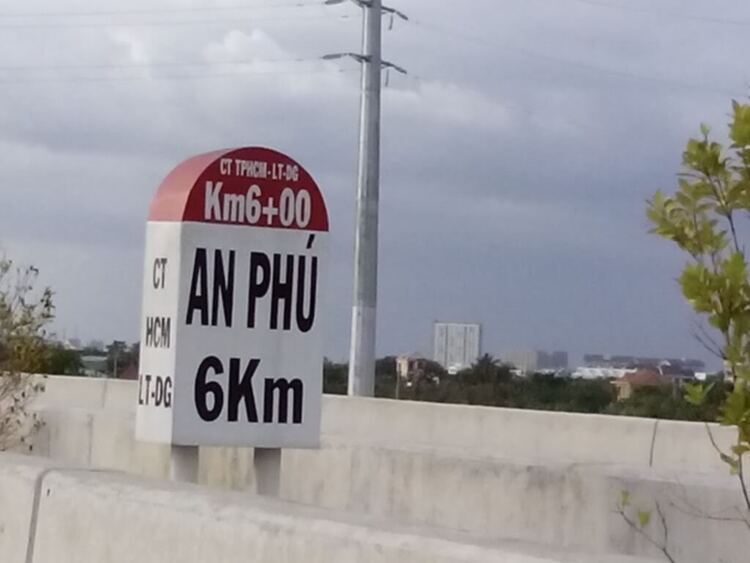 CT TPHCM - LT-DG
Km6+00
AN PHÚ
6Km
CT
HCM
LT-DG